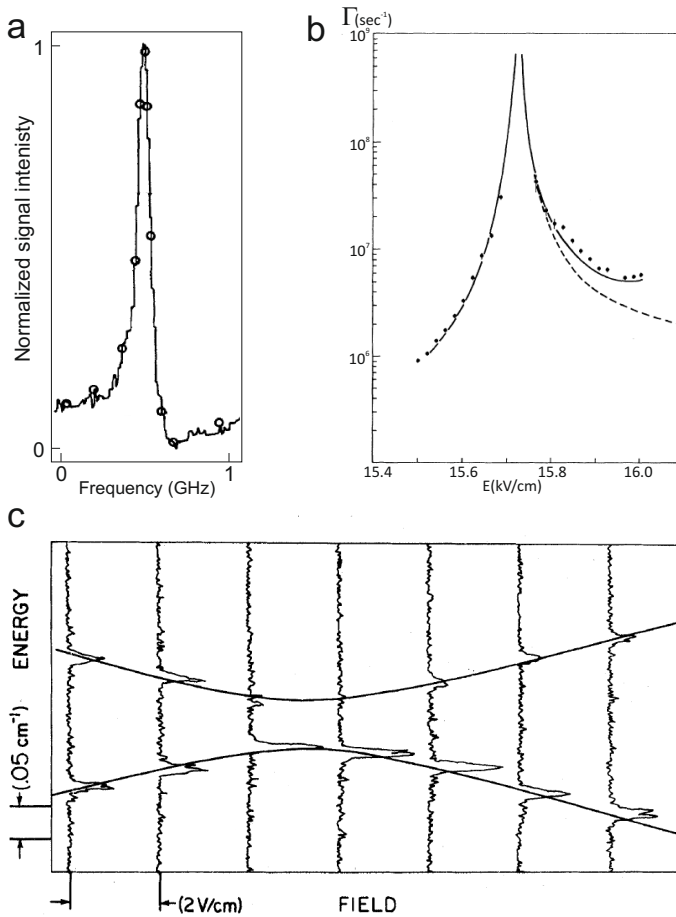 a
Normalized signal intenisty
1
0
0
1
Frequency (GHz)
b
Γ(sec⁻¹)
10⁹
10⁸
10⁷
10⁶
15.4
15.6
15.8
16.0
E(kV/cm)
c
ENERGY
(.05 cm⁻¹)
(2 V/cm)
FIELD